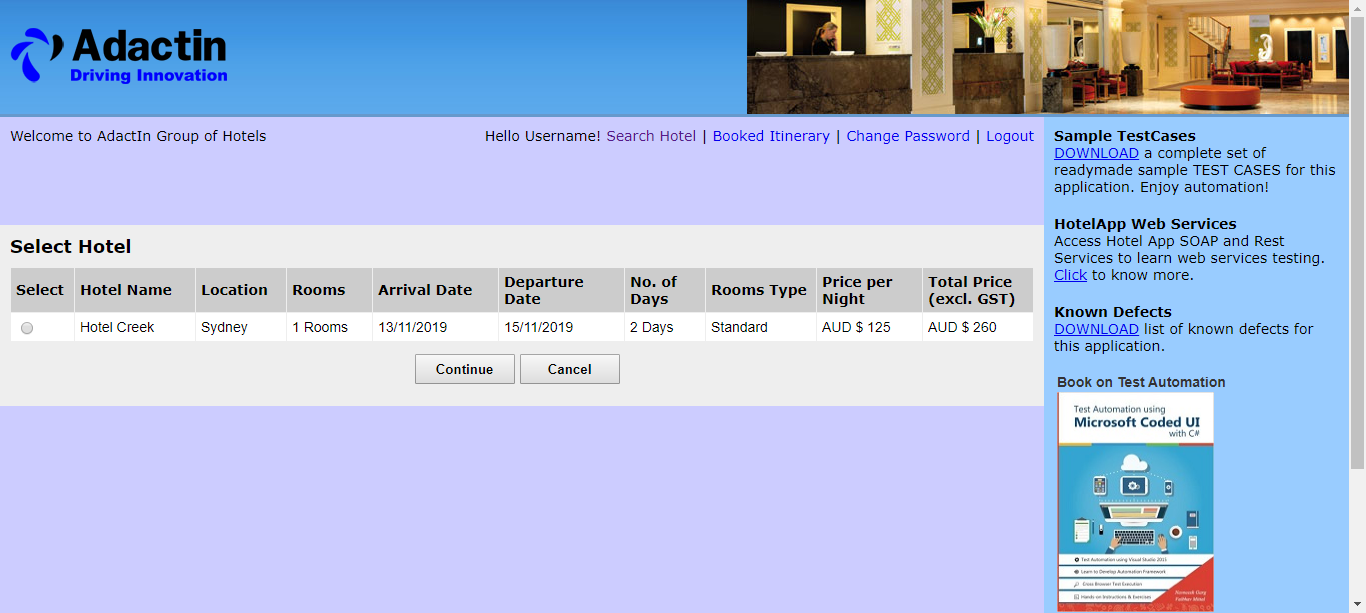 Adactin
Driving Innovation
Welcome to AdactIn Group of Hotels
Hello Username! Search Hotel | Booked Itinerary | Change Password | Logout
Select Hotel
Select Hotel Name Location Rooms Arrival Date Departure Date No. of Days Rooms Type Price per Night Total Price (excl. GST)
Hotel Creek Sydney 1 Rooms 13/11/2019 15/11/2019 2 Days Standard AUD $ 125 AUD $ 260
Continue Cancel
Sample TestCases
DOWNLOAD a complete set of
readymade sample TEST CASES for this
application. Enjoy automation!
HotelApp Web Services
Access Hotel App SOAP and Rest
Services to learn web services testing.
Click to know more.
Known Defects
DOWNLOAD list of known defects for
this application.
Book on Test Automation
Test Automation using
Microsoft Coded UI
with C#
Test Automation using Visual Studio 2013
Learn to Develop Automation Framework
Cross Browser Test Execution
Hands-on Instructions & Exercises
Navneesh Garg